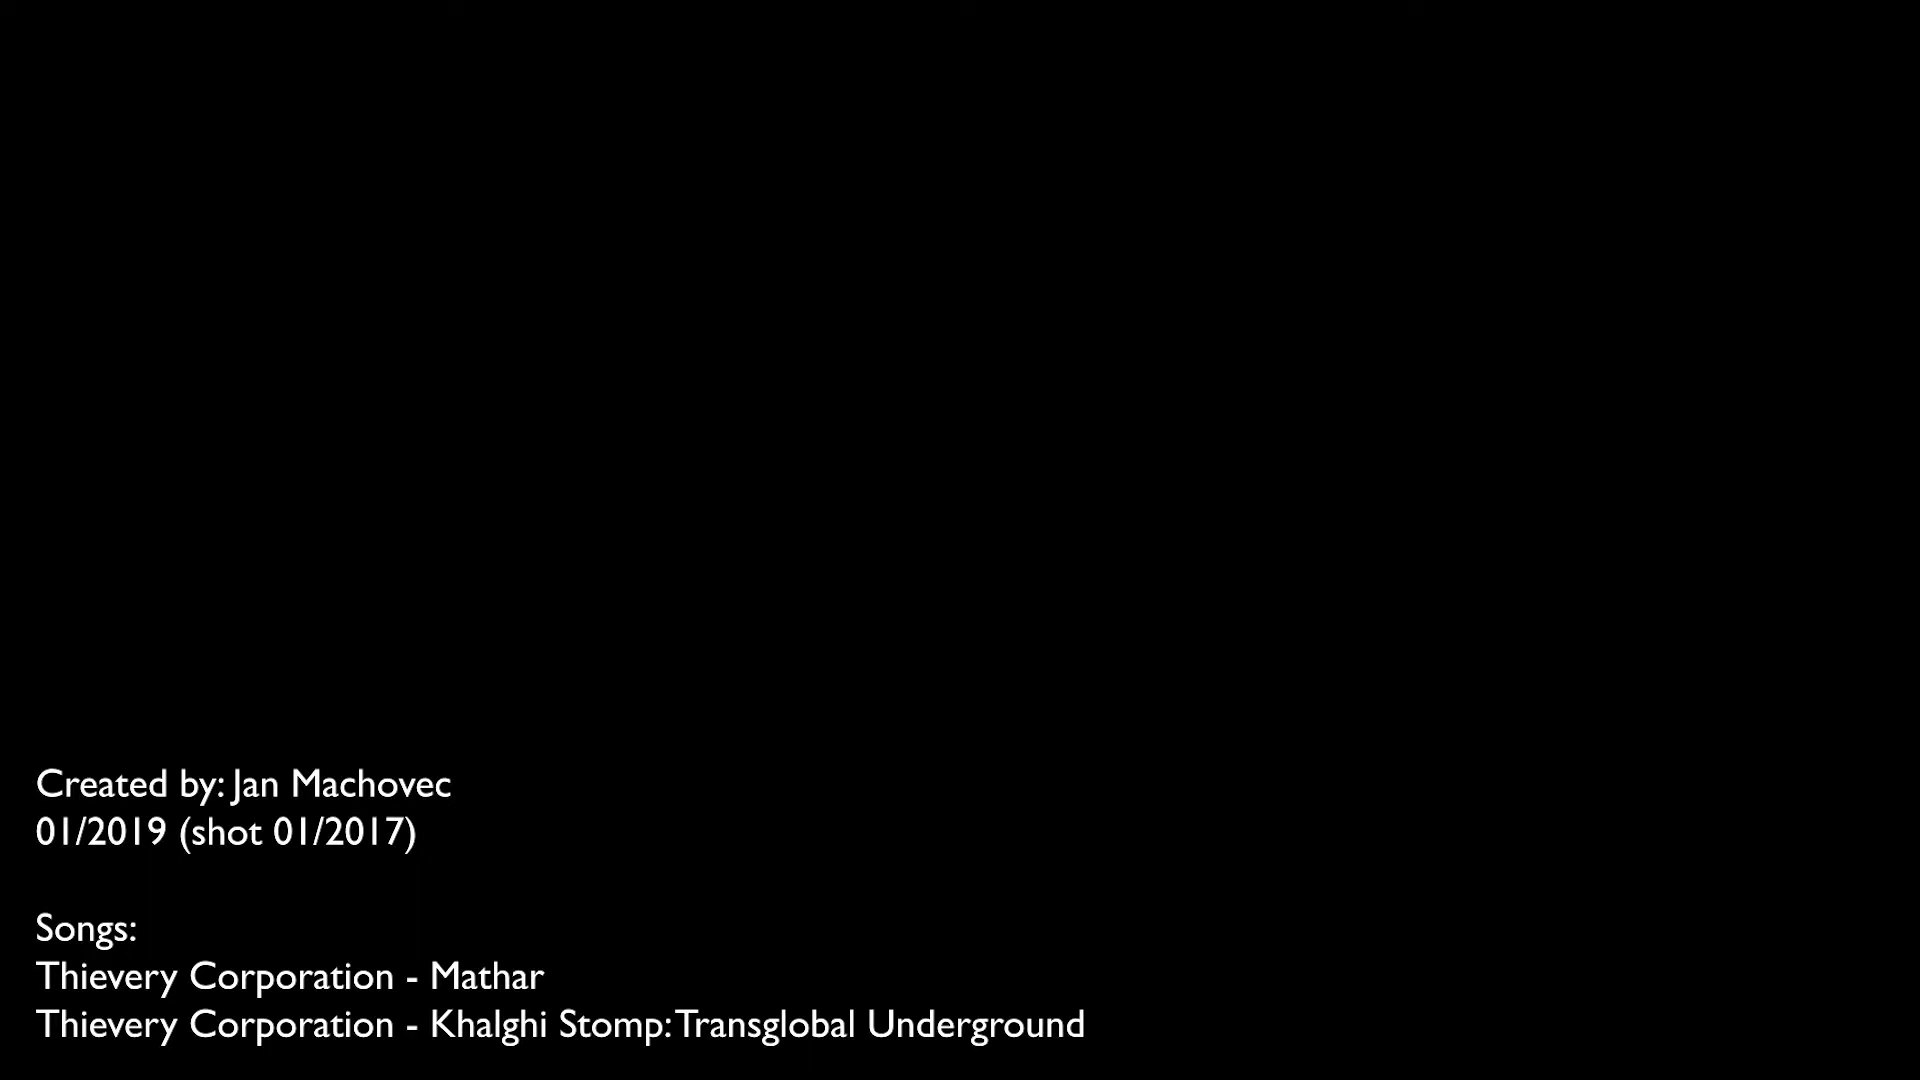 Created by: Jan Machovec
01/2019 (shot 01/2017)
Songs:
Thievery Corporation - Mathar
Thievery Corporation - Khalghi Stomp: Transglobal Underground